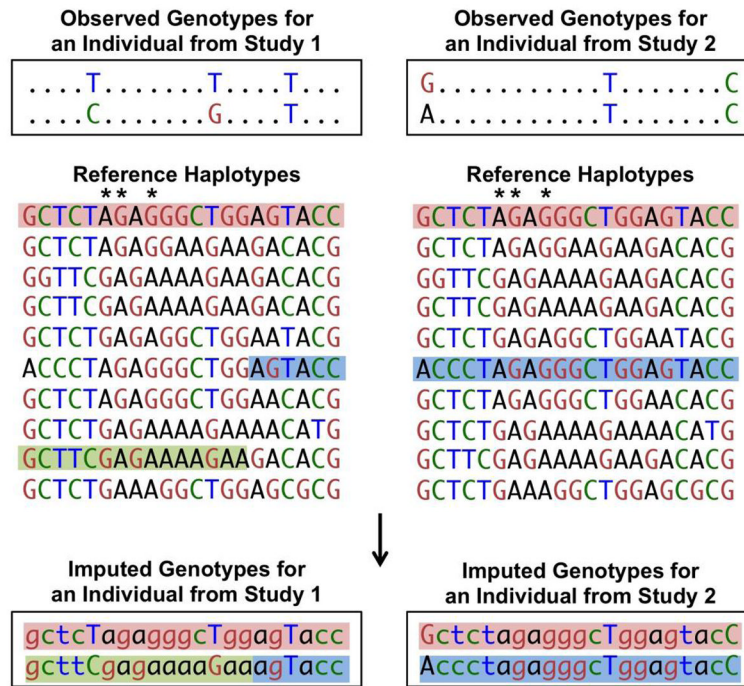 Observed Genotypes for
an Individual from Study 1
....T.......T....T...
....C.......G....T...
Reference Haplotypes
** *
GCTCTAGAGGGCTGGAGTACC
GCTCTAGAGGAAGAAGACACG
GGTTCGAGAAAAGAAGACACG
GCTTCGAGAAAAGAAGACACG
GCTCTGAGAGGCTGGAATACG
ACCCTAGAGGGCTGGAGTACC
GCTCTAGAGGGCTGGAACACG
GCTCTGAGAAAAGAAAACATG
GCTTCGAGAAAAGAAGACACG
GCTCTGAAAGGCTGGAGCGCG
Imputed Genotypes for
an Individual from Study 1
gctcTagagggcTggagTacc
gcttCgagaaaaGaaagTacc
Observed Genotypes for
an Individual from Study 2
G...........T.......C
A...........T.......C
Reference Haplotypes
** *
GCTCTAGAGGGCTGGAGTACC
GCTCTAGAGGAAGAAGACACG
GGTTCGAGAAAAGAAGACACG
GCTTCGAGAAAAGAAGACACG
GCTCTGAGAGGCTGGAATACG
ACCCTAGAGGGCTGGAGTACC
GCTCTAGAGGGCTGGAACACG
GCTCTGAGAAAAGAAAACATG
GCTTCGAGAAAAGAAGACACG
GCTCTGAAAGGCTGGAGCGCG
Imputed Genotypes for
an Individual from Study 2
GctctagagggcTggagtacC
AccctagagggcTggagtacC